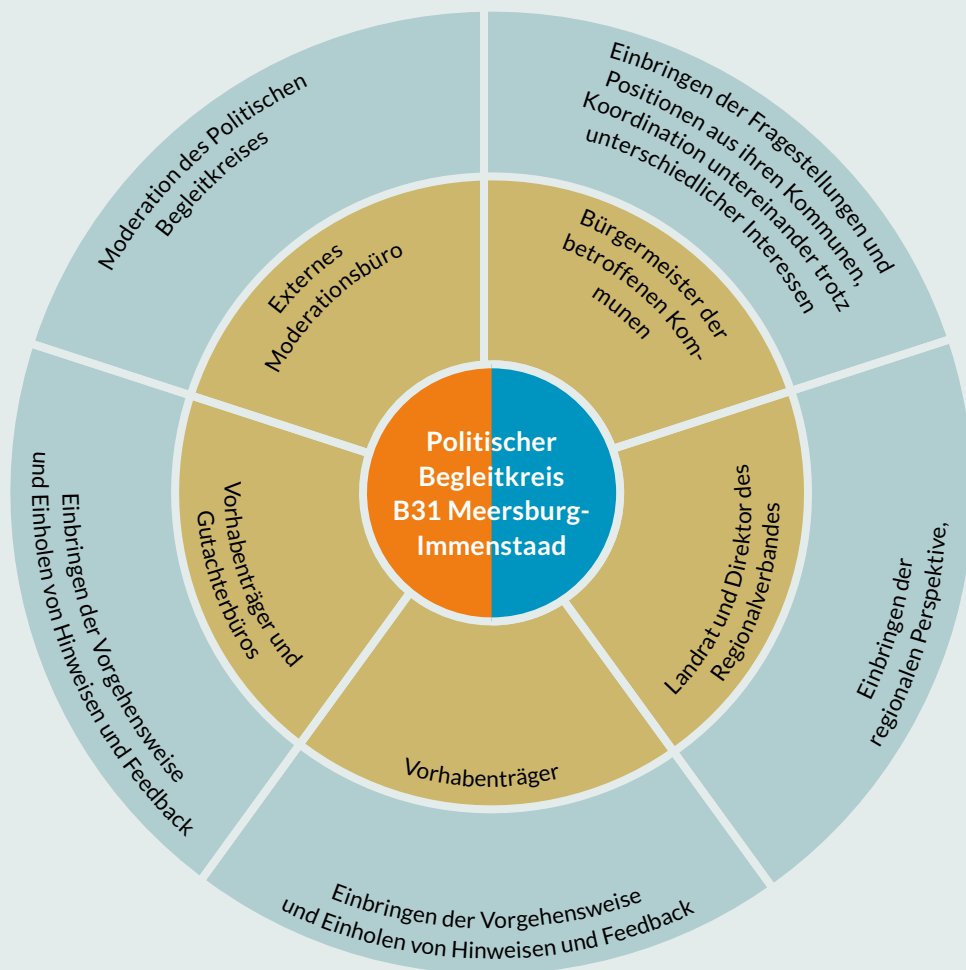 Politischer
Begleitkreis
B31 Meersburg-
Immenstaad
Externes
Moderationsbüro
Moderation des Politischen
Begleitkreises
Bürgermeister der
betroffenen Kom-
munen
Einbringen der Fragestellungen und
Positionen aus ihren Kommunen,
Koordination untereinander trotz
unterschiedlicher Interessen
Landrat und Direktor des
Regionalverbandes
Einbringen der
regionalen Perspektive,
Vorhabenträger
Einbringen der Vorgehensweise
und Einholen von Hinweisen und Feedback
Vorhabenträger und
Gutachterbüros
Einbringen der Vorgehensweise
und Einholen von Hinweisen und Feedback